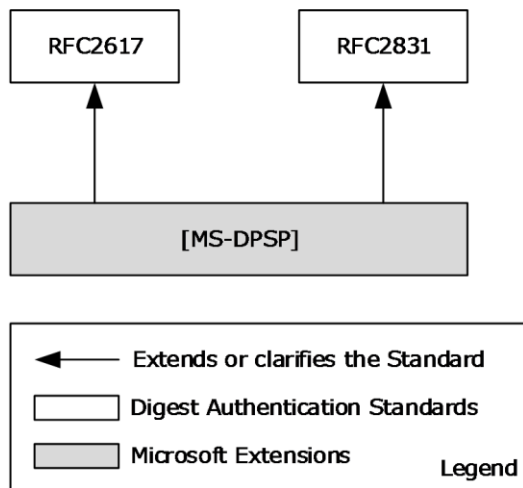 RFC2617
RFC2831
[MS-DPSP]
Extends or clarifies the Standard
Digest Authentication Standards
Microsoft Extensions
Legend